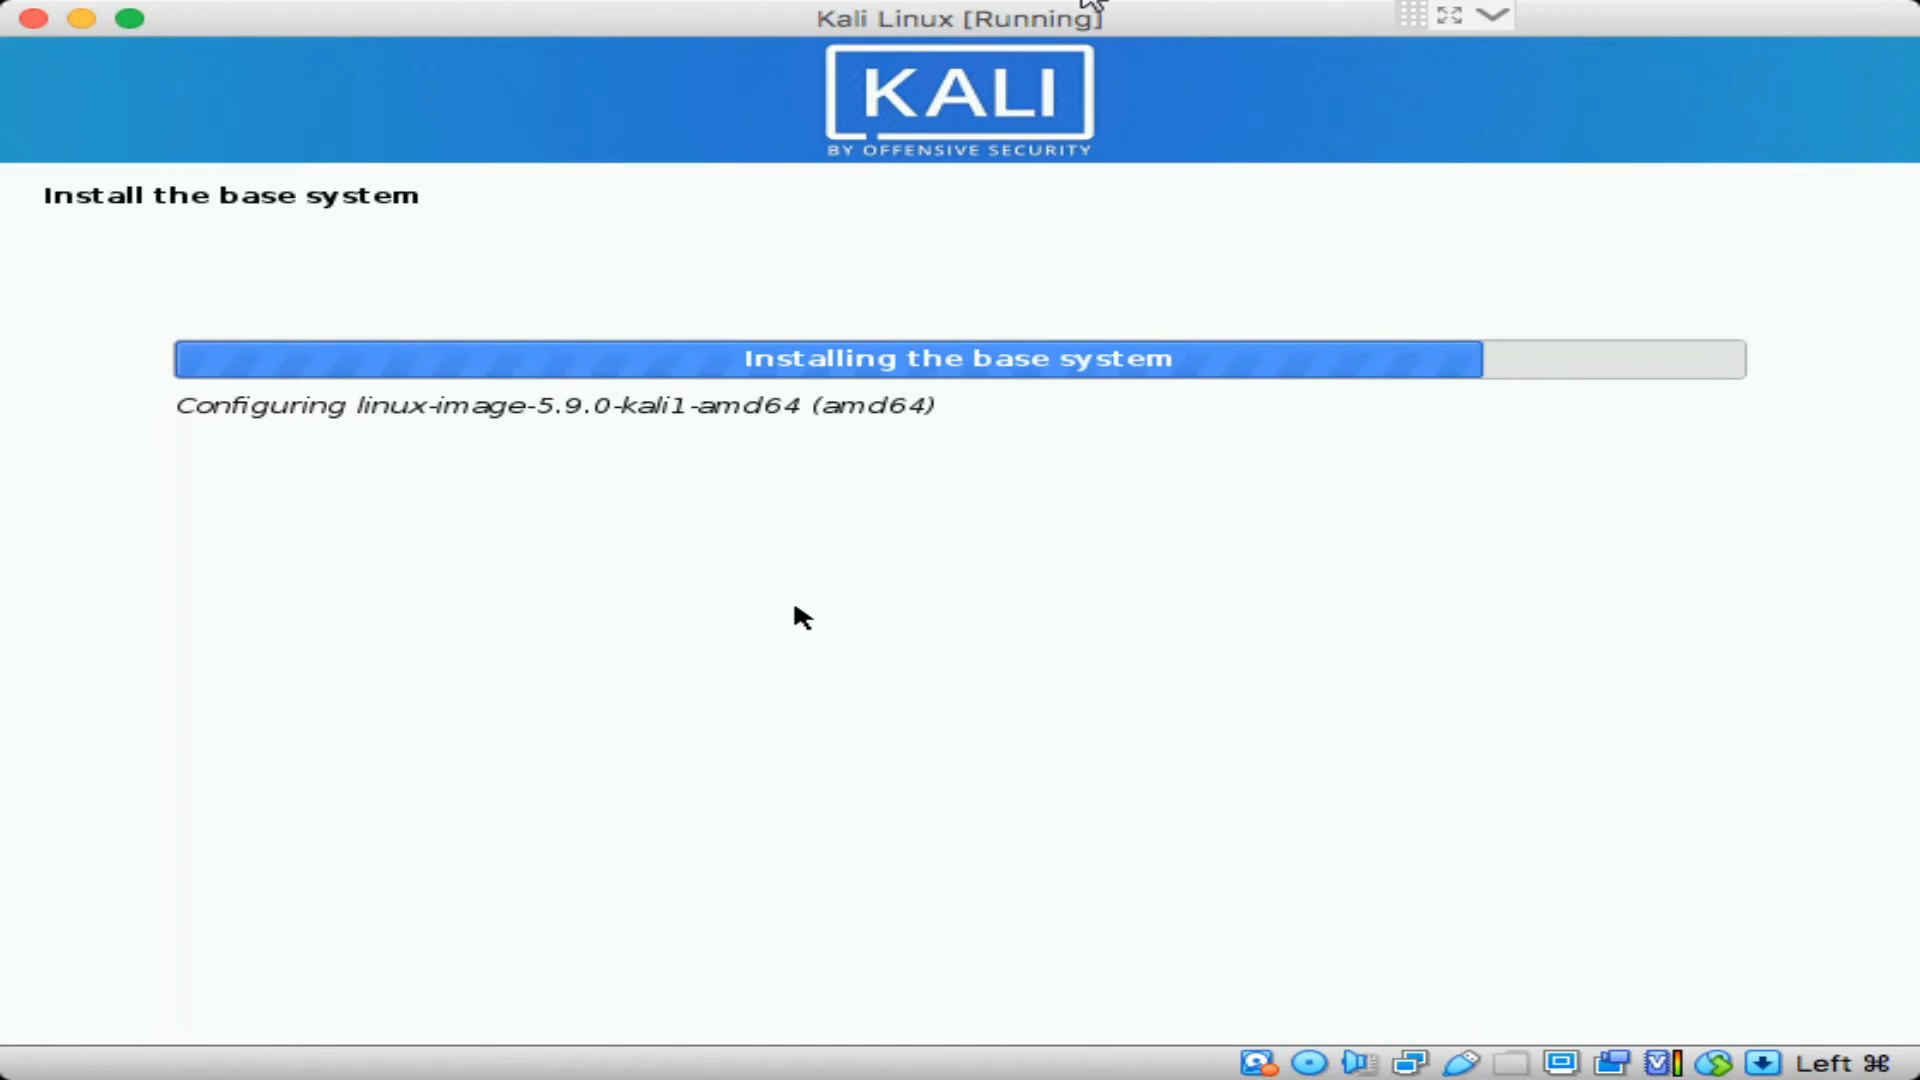 Kali Linux [Running]
KALI
BY OFFENSIVE SECURITY
Install the base system
Installing the base system
Configuring linux-image-5.9.0-kali1-amd64 (amd64)
Left ⌘